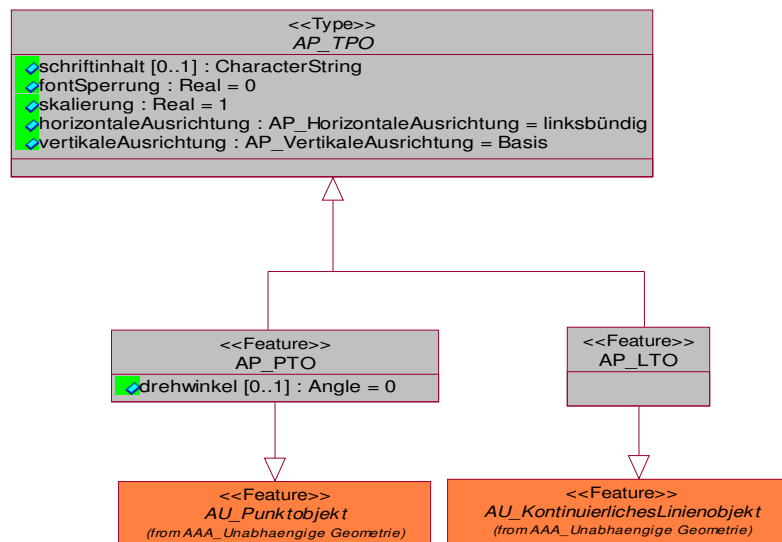 <<Type>>
AP_TPO
schriftinhalt [0..1] : CharacterString
fontSperrung : Real = 0
skalierung : Real = 1
horizontaleAusrichtung : AP_HorizontaleAusrichtung = linksbündig
vertikaleAusrichtung : AP_VertikaleAusrichtung = Basis
<<Feature>>
AP_PTO
drehwinkel [0..1] : Angle = 0
<<Feature>>
AP_LTO
<<Feature>>
AU_Punktobjekt
(from AAA_Unabhaengige Geometrie)
<<Feature>>
AU_KontinuierlichesLinienobjekt
(from AAA_Unabhaengige Geometrie)